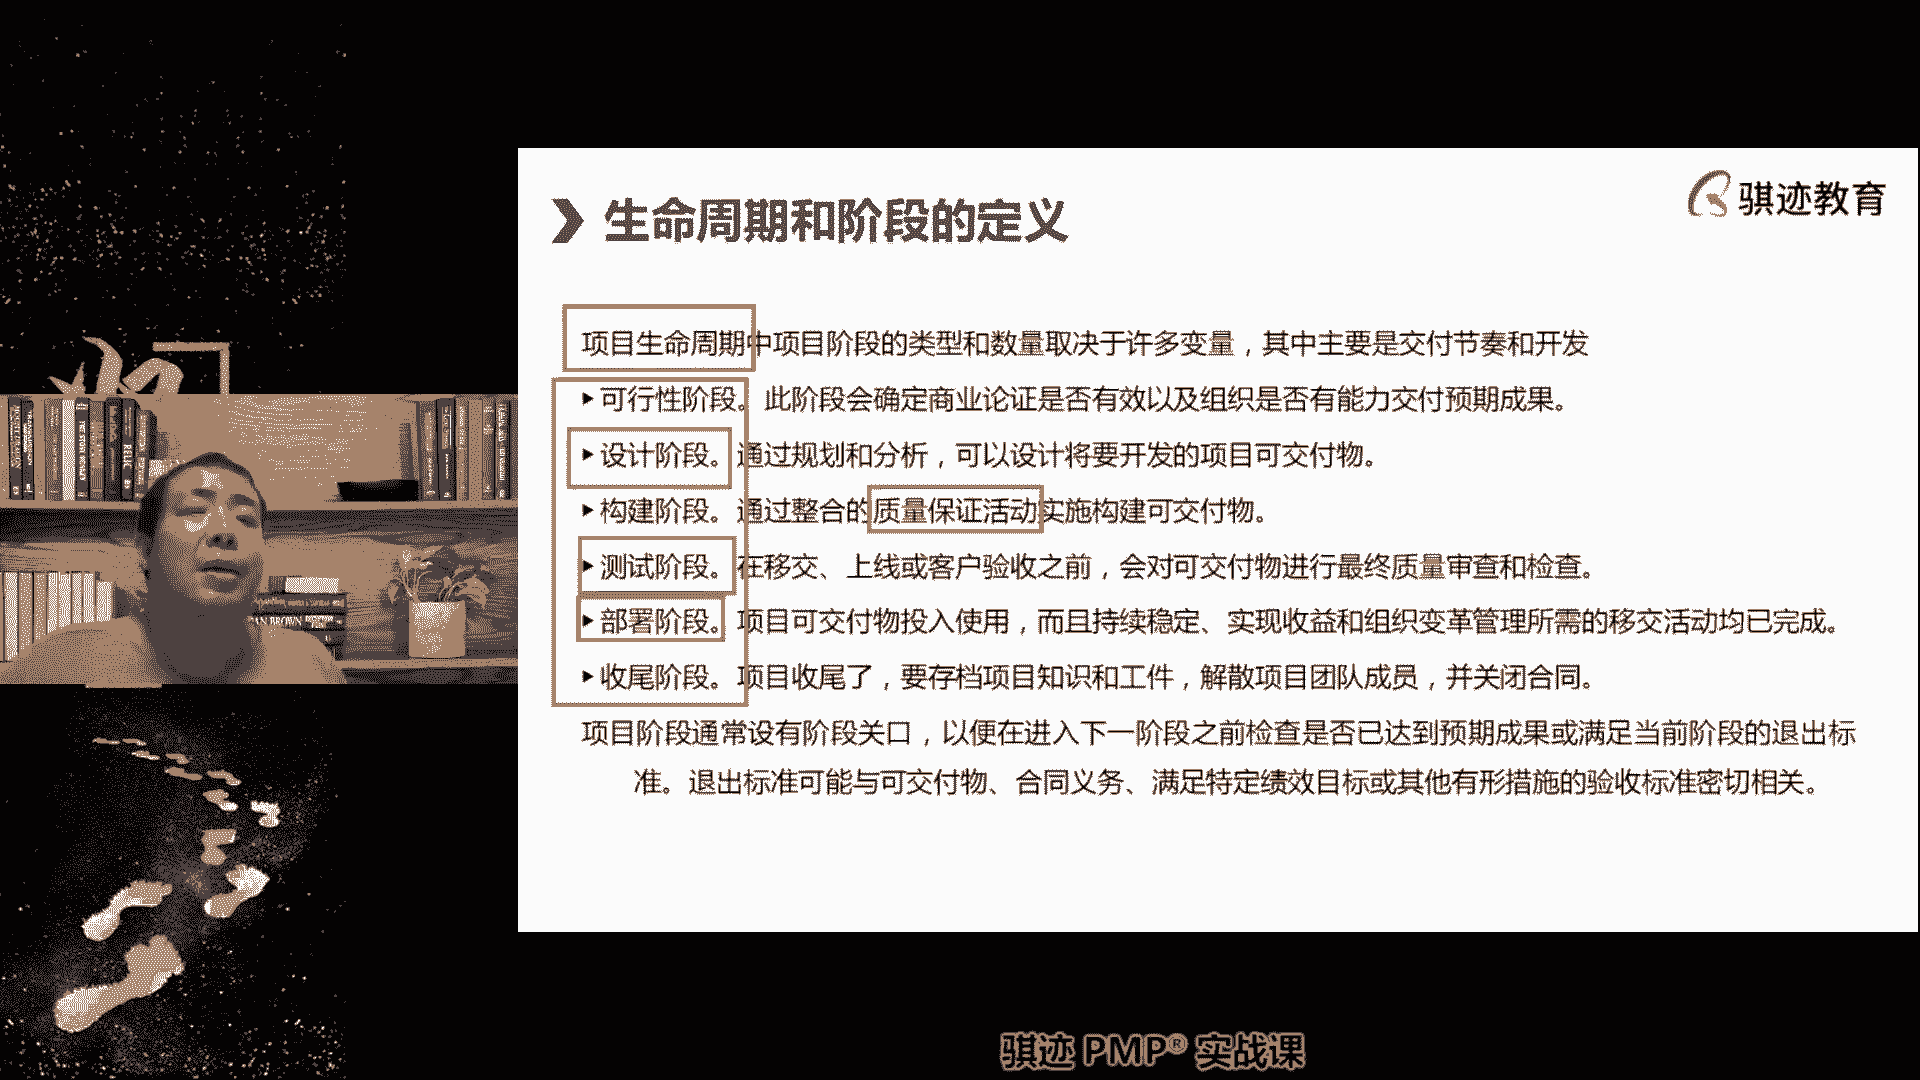 骐迹教育
生命周期和阶段的定义
项目生命周期中项目阶段的类型和数量取决于许多变量，其中主要是交付节奏和开发
可行性阶段。此阶段会确定商业论证是否有效以及组织是否有能力交付预期成果。
设计阶段。通过规划和分析，可以设计将要开发的项目可交付物。
构建阶段。通过整合的质量保证活动实施构建可交付物。
测试阶段。在移交、上线或客户验收之前，会对可交付物进行最终质量审查和检查。
部署阶段。项目可交付物投入使用，而且持续稳定、实现收益和组织变革管理所需的移交活动均已完成。
收尾阶段。项目收尾了，要存档项目知识和工件，解散项目团队成员，并关闭合同。
项目阶段通常设有阶段关口，以便在进入下一阶段之前检查是否已达到预期成果或满足当前阶段的退出标
准。退出标准可能与可交付物、合同义务、满足特定绩效目标或其他有形措施的验收标准密切相关。
骐迹 PMP® 实战课